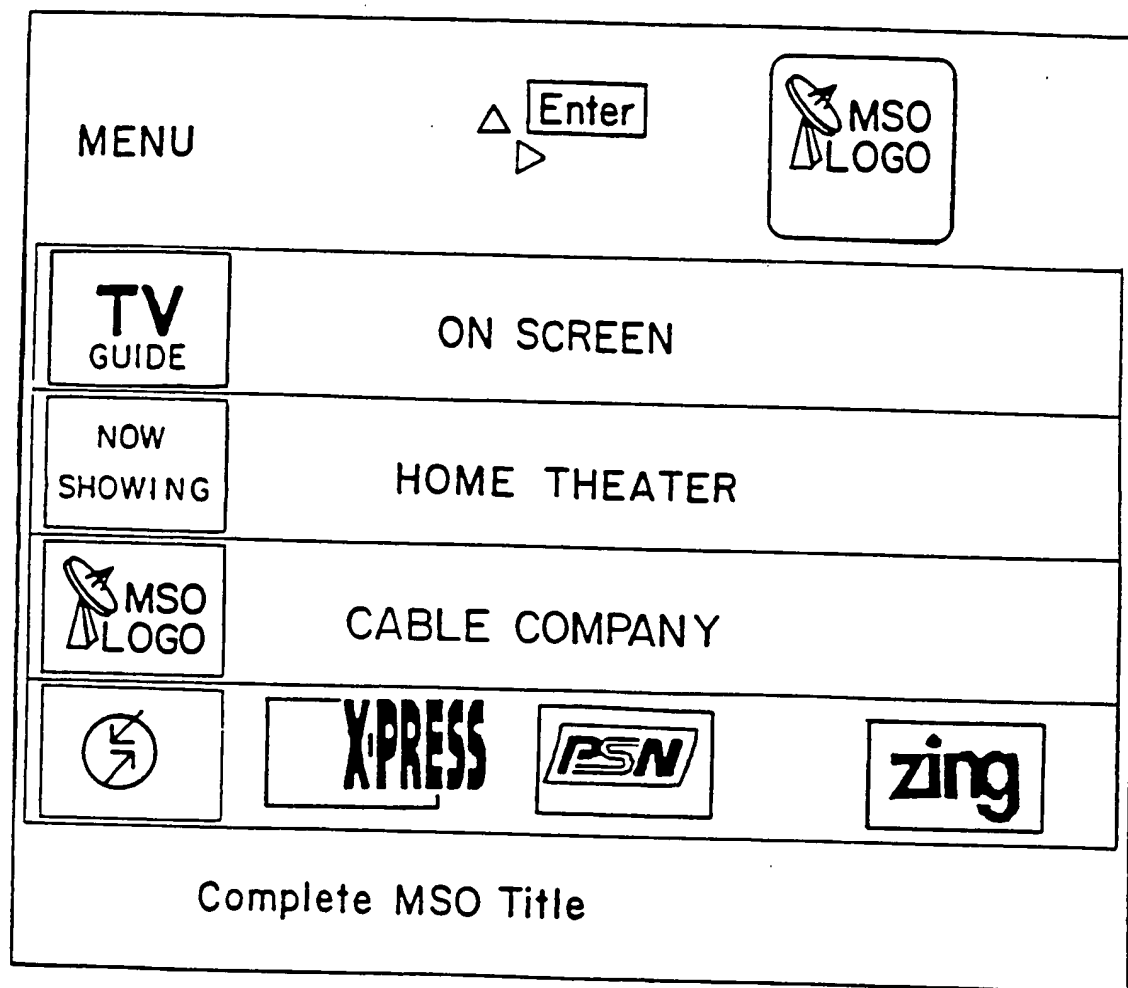 MENU
Enter
MSO
LOGO
TV
GUIDE
ON SCREEN
NOW
SHOWING
HOME THEATER
MSO
LOGO
CABLE COMPANY
X•PRESS
PSN
zing
Complete MSO Title